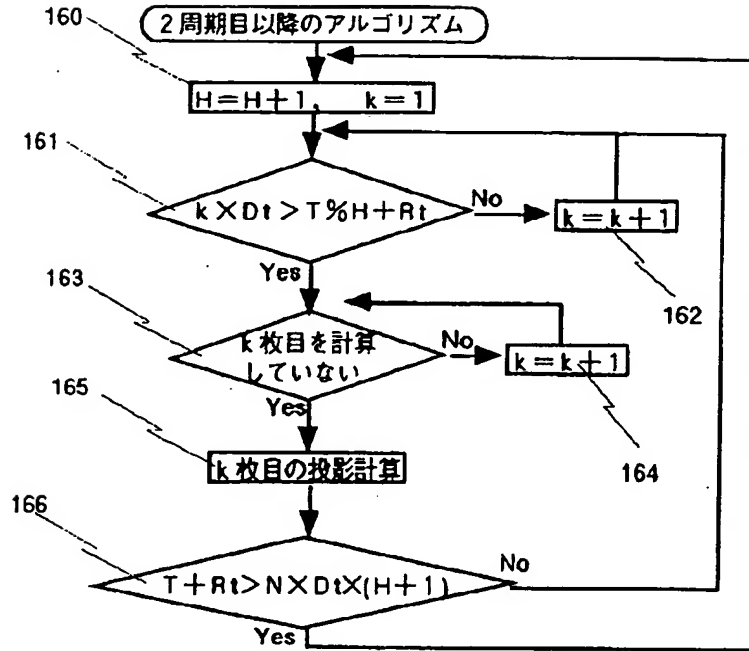 160
2周期目以降のアルゴリズム
H=H+1, k=1
161
k×Dt>T%H+Rt
No
k=k+1
162
Yes
163
k枚目を計算
していない
No
k=k+1
164
Yes
165
k枚目の投影計算
166
T+Rt>N×Dt×(H+1)
No
Yes